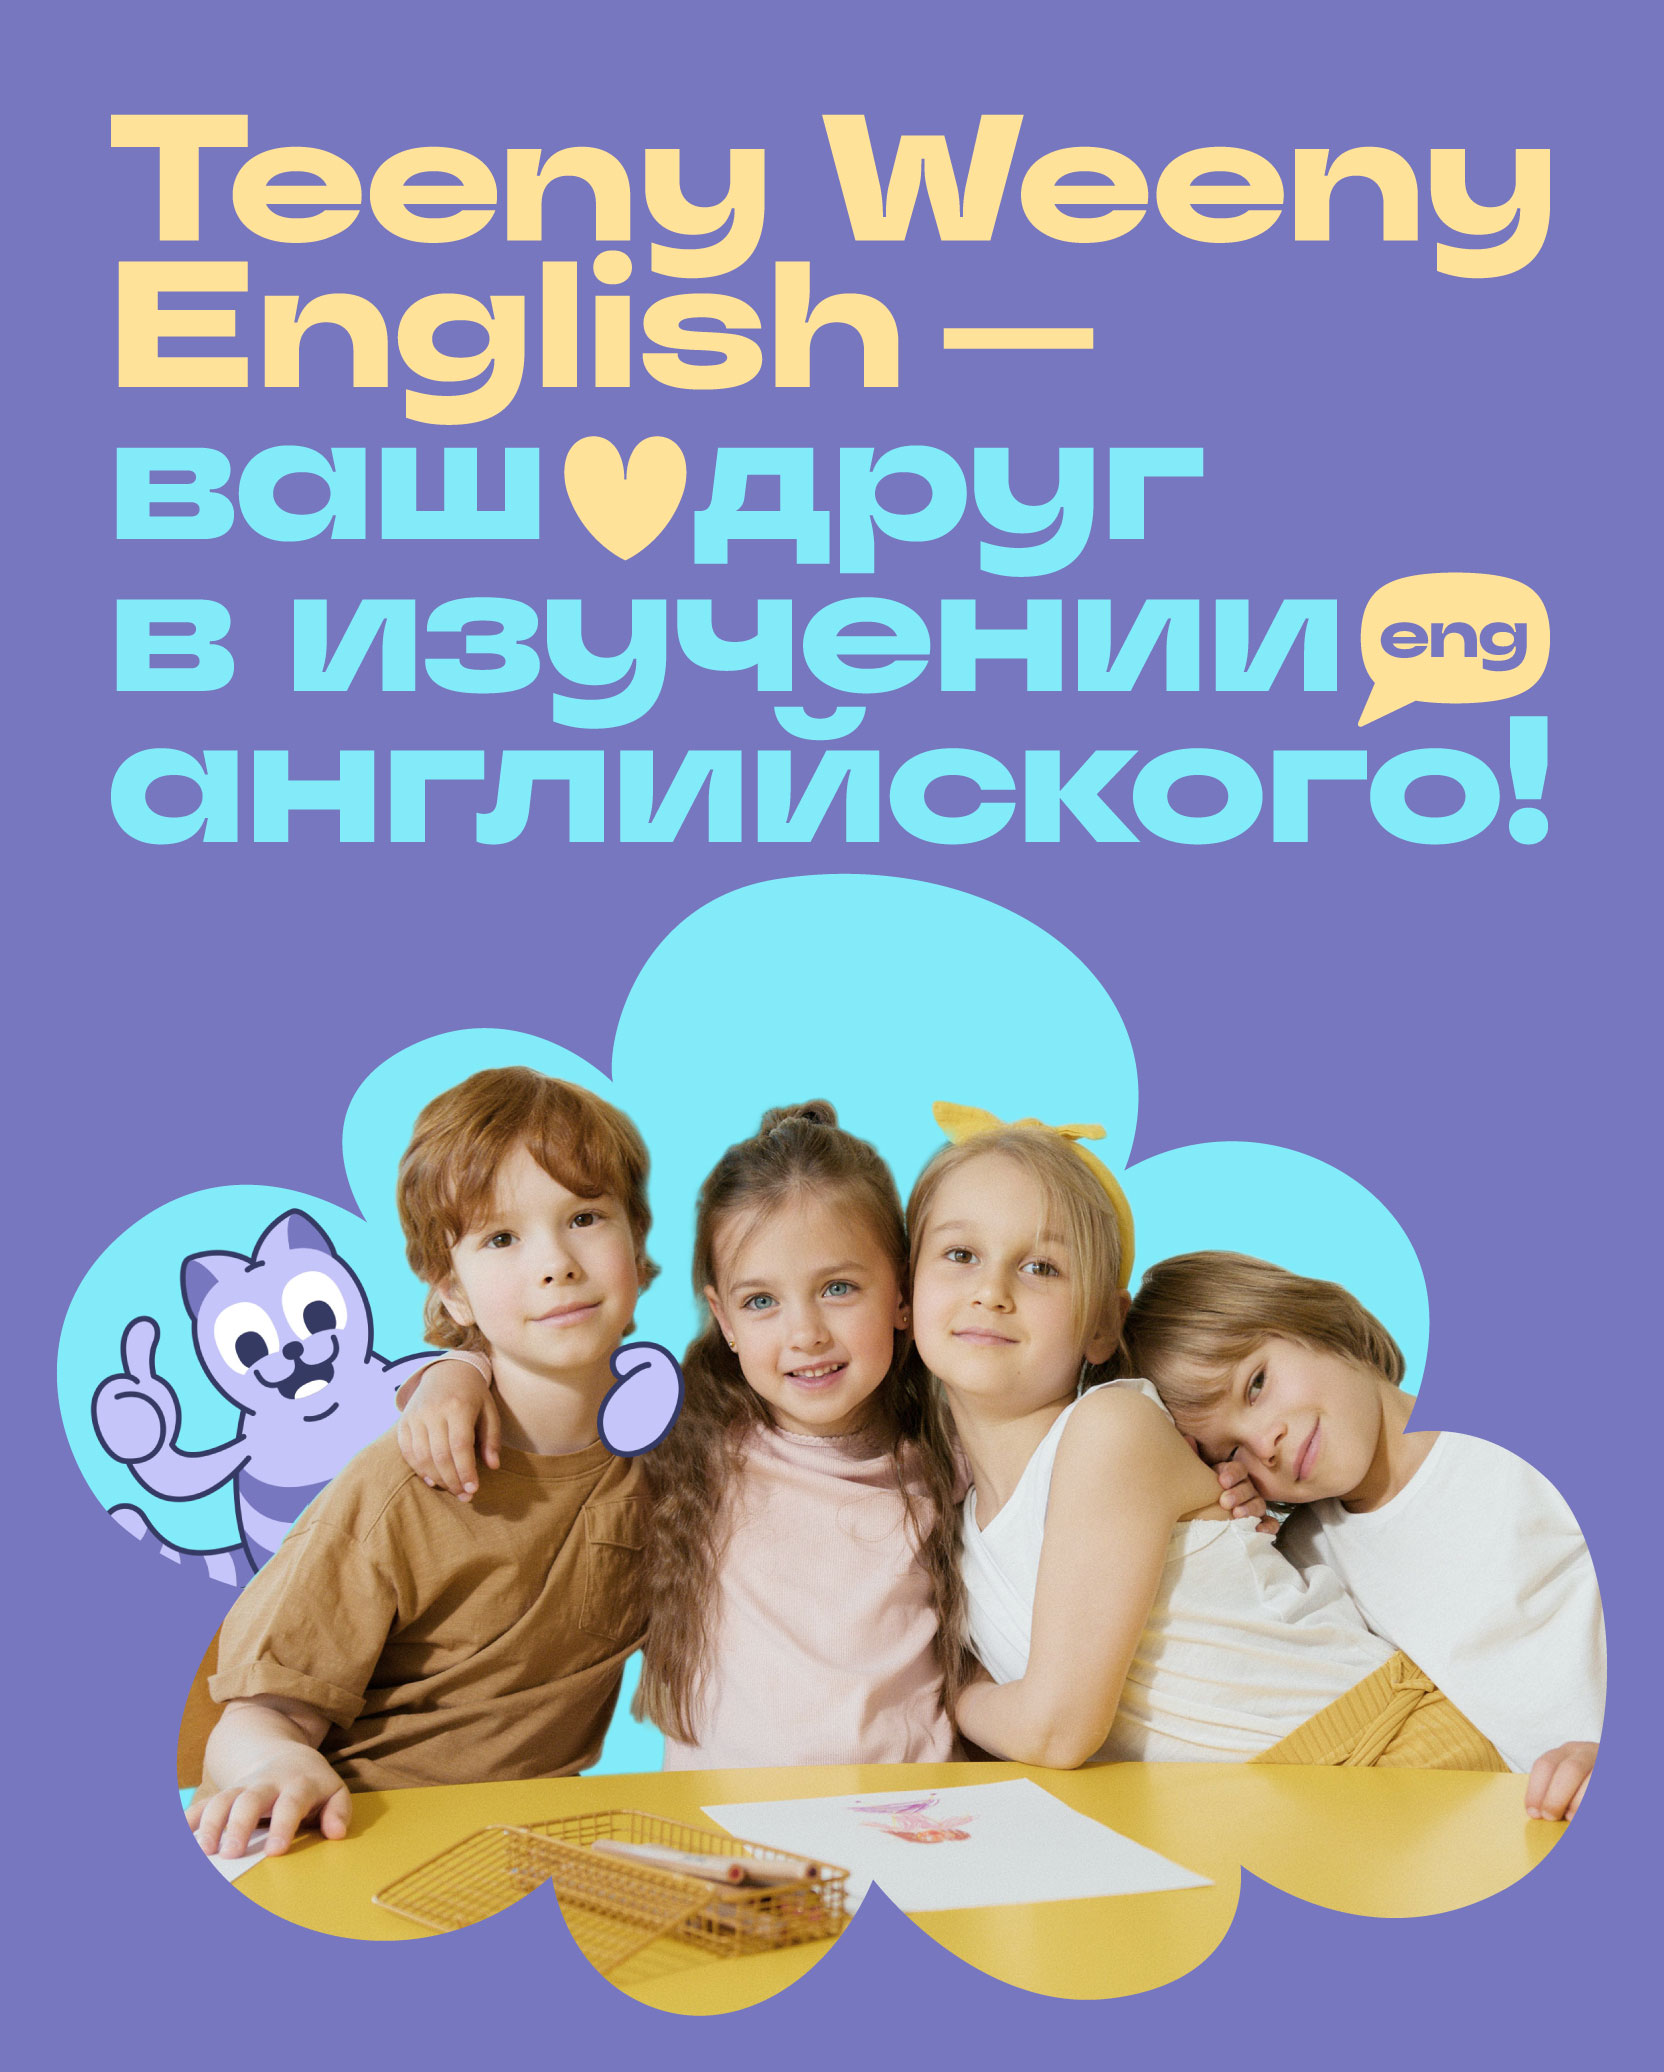 Teeny Weeny
English —
ваш друг
в изучении eng
английского!